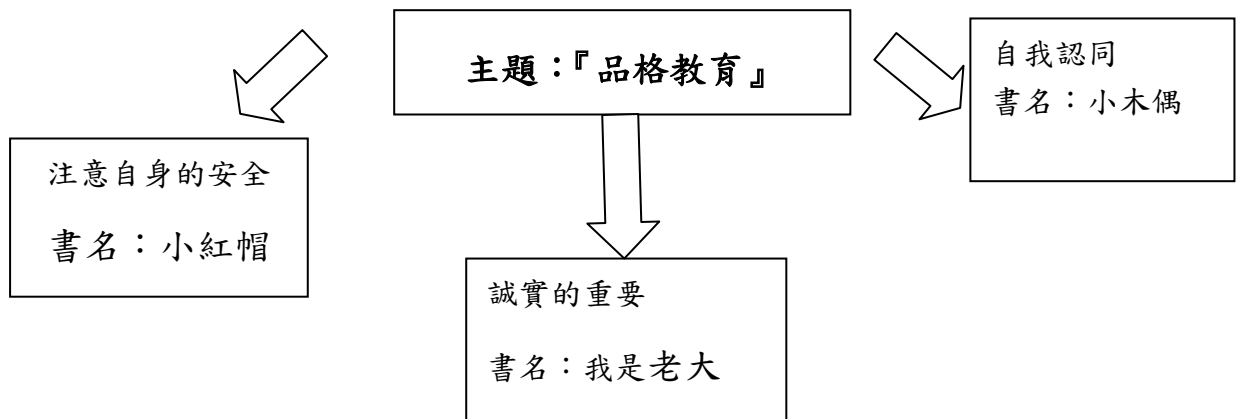 主題：『品格教育』
自我認同
書名：小木偶
注意自身的安全
書名：小紅帽
誠實的重要
書名：我是老大